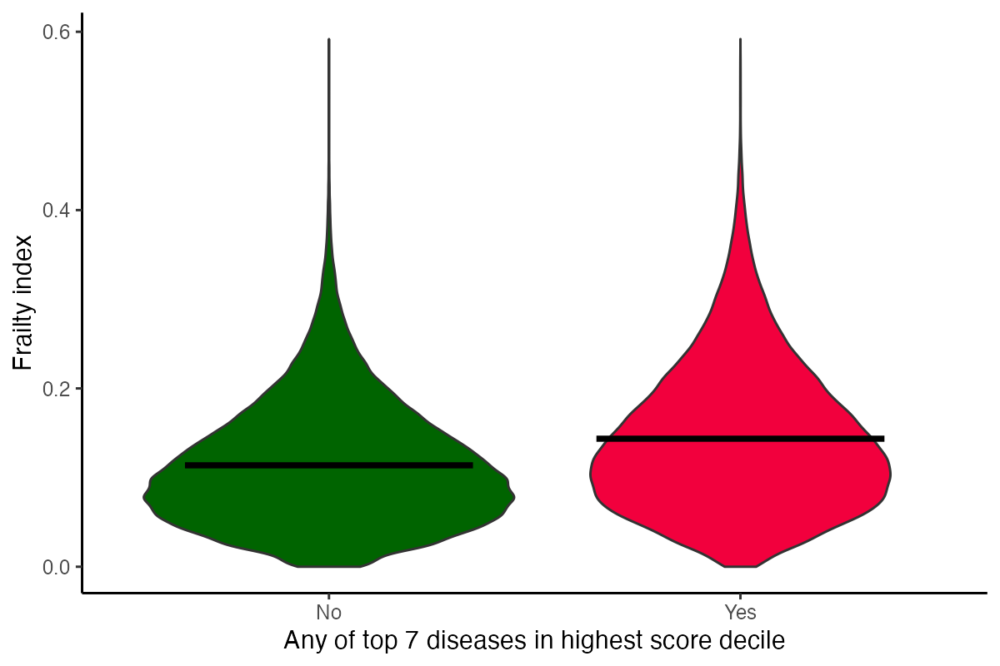 Frailty index
0.6
0.4
0.2
0.0
No
Yes
Any of top 7 diseases in highest score decile